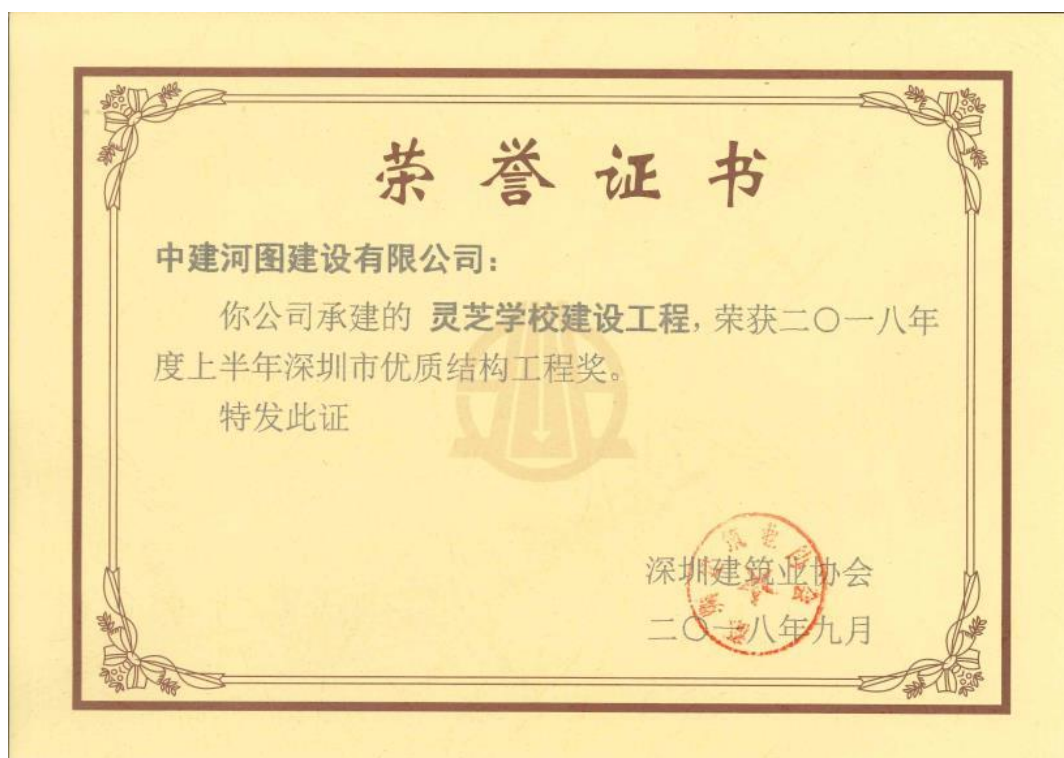 荣誉证书
中建河图建设有限公司：
你公司承建的 灵芝学校建设工程，荣获二〇一八年
度上半年深圳市优质结构工程奖。
特发此证
深圳建筑业协会
二〇一八年九月